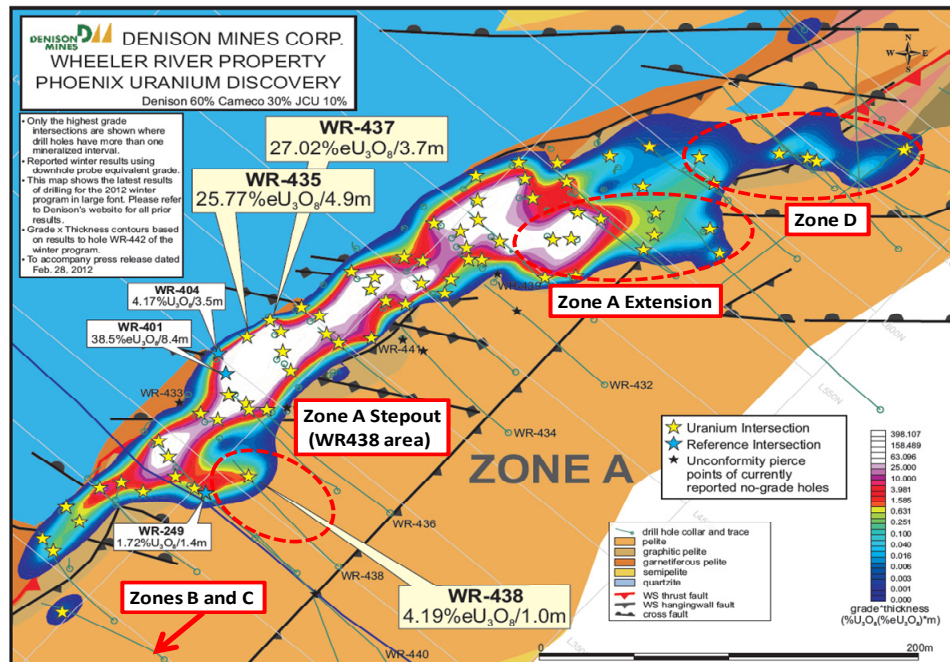 DENISON MINES
DENISON MINES CORP.
WHEELER RIVER PROPERTY
PHOENIX URANIUM DISCOVERY
Denison 60% Cameco 30% JCU 10%
• Only the highest grade
intersections are shown where
drill holes have more than one
mineralized interval.
• Reported winter results using
downhole probe equivalent grade.
• This map shows the latest results
of drilling for the 2012 winter
program in large font. Please refer
to Denison's website for all prior
results.
• Grade x Thickness contours based
on results to hole WR-442 of the
winter program.
• To accompany press release dated
Feb. 28, 2012
WR-437
27.02%eU3O8/3.7m
WR-435
25.77%eU3O8/4.9m
WR-404
4.17%U3O8/3.5m
WR-401
38.5%eU3O8/8.4m
N
W E
S
Zone D
Zone A Extension
WR-439
WR-441
WR-433
WR-432
WR-434
Zone A Stepout
(WR438 area)
ZONE A
WR-436
WR-438
WR-440
WR-249
1.72%U3O8/1.4m
WR-438
4.19%eU3O8/1.0m
Zones B and C
L550N
Uranium Intersection
Reference Intersection
Unconformity pierce
points of currently
reported no-grade holes
drill hole collar and trace
pelite
graphitic pelite
garnetiferous pelite
semipelite
quartzite
WS thrust fault
WS hangingwall fault
cross fault
398.107
158.489
63.096
25.000
10.000
3.981
1.585
0.631
0.251
0.100
0.040
0.016
0.006
0.003
0.001
0.000
grade*thickness
(%U3O8(%eU3O8)*m)
0
200m